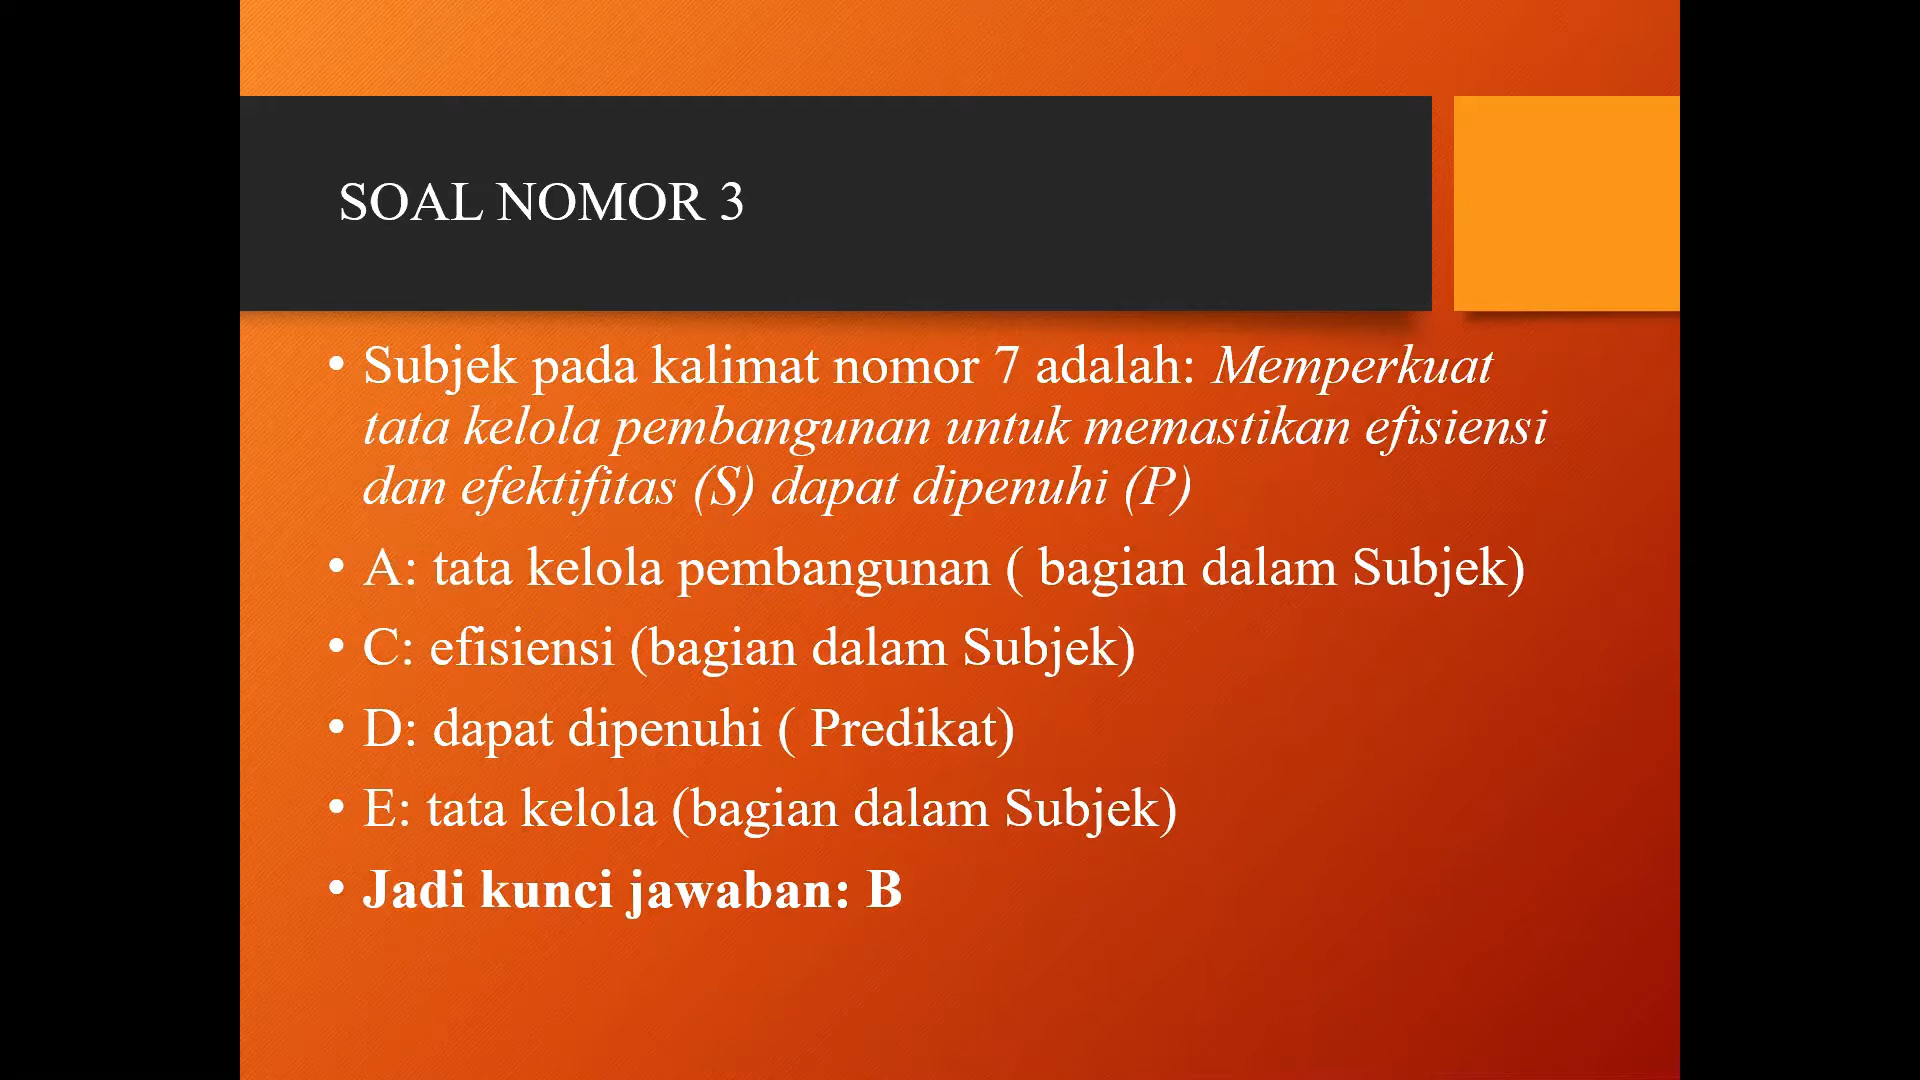 SOAL NOMOR 3
• Subjek pada kalimat nomor 7 adalah: Memperkuat
tata kelola pembangunan untuk memastikan efisiensi
dan efektifitas (S) dapat dipenuhi (P)
• A: tata kelola pembangunan ( bagian dalam Subjek)
• C: efisiensi (bagian dalam Subjek)
• D: dapat dipenuhi ( Predikat)
• E: tata kelola (bagian dalam Subjek)
• Jadi kunci jawaban: B